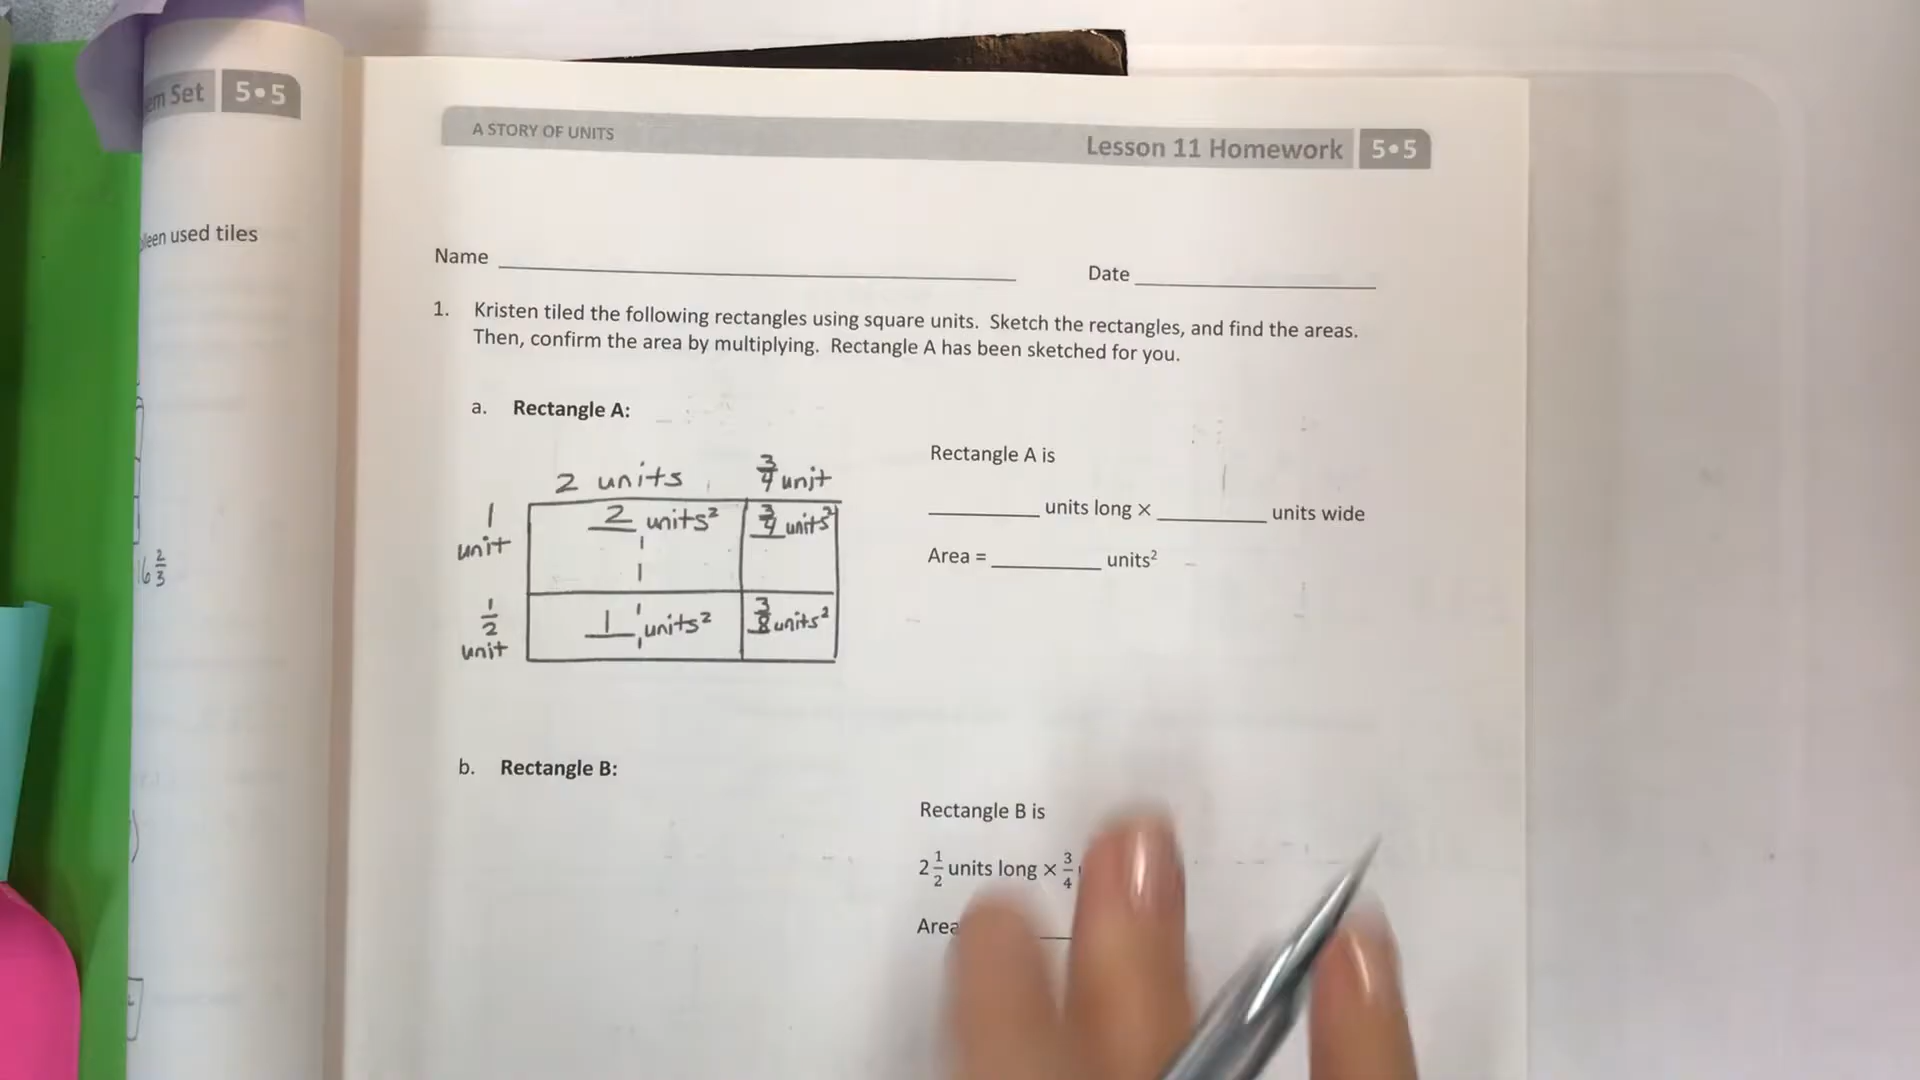 Set 5•5
used tiles
16 2/3
A STORY OF UNITS
Lesson 11 Homework 5•5
Name
Date
1. Kristen tiled the following rectangles using square units. Sketch the rectangles, and find the areas.
Then, confirm the area by multiplying. Rectangle A has been sketched for you.
a. Rectangle A:
2 units 3/4 unit
1 unit
2 units² 3/4 units²
1/2 unit
1 units² 3/8 units²
Rectangle A is
units long × units wide
Area = units²
b. Rectangle B:
Rectangle B is
2 1/2 units long × 3/4
Area